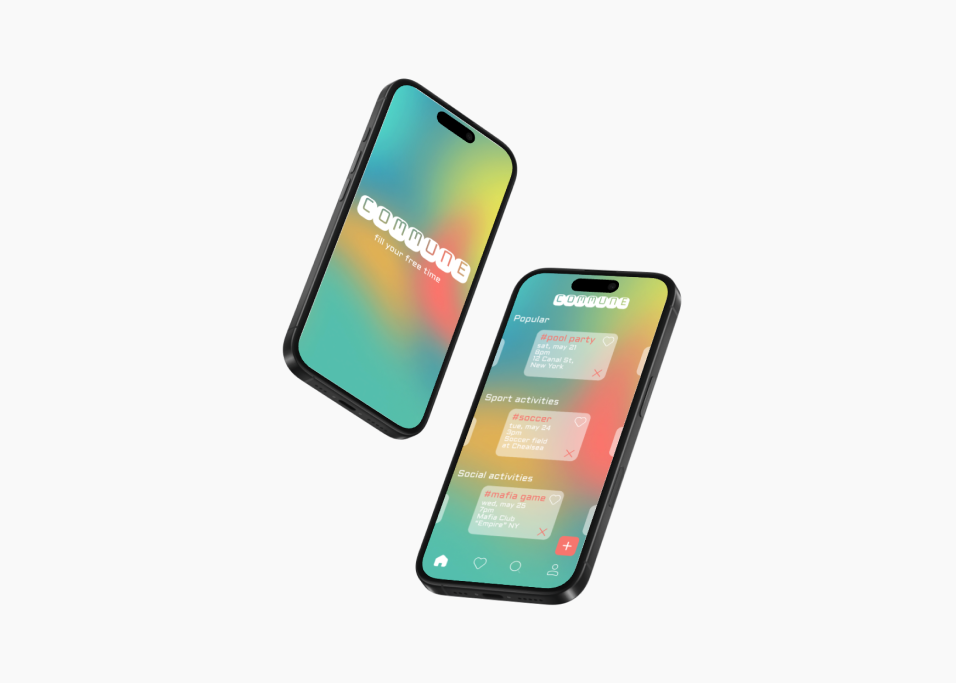 COMMUNE
fill your free time
COMMUNE
Popular
#pool party
sat, may 21
8pm
12 Canal St,
New York
Sport activities
#soccer
tue, may 24
3pm
Soccer field
at Chealsea
Social activities
#mafia game
wed, may 25
7pm
Mafia Club
"Empire" NY